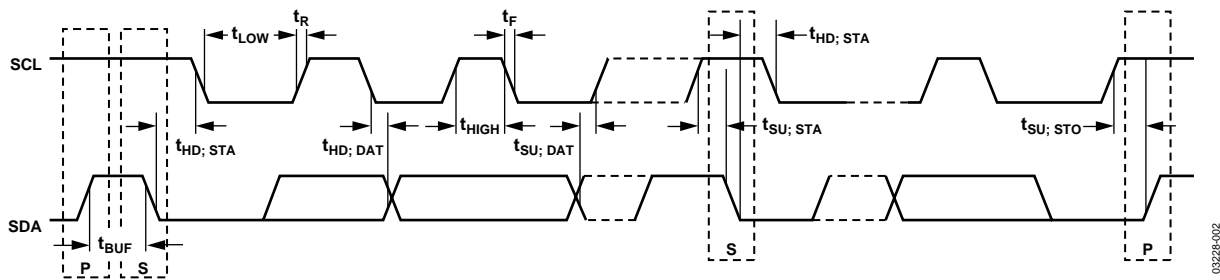 tR
tF
tLOW
tHD; STA
SCL
tHD; STA
tHD; DAT
tHIGH
tSU; DAT
tSU; STA
tSU; STO
SDA
tBUF
P
S
S
P
03228-002